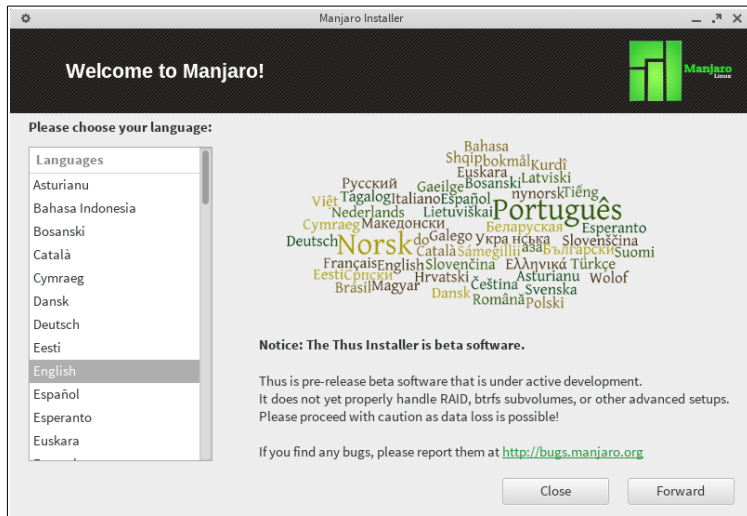 Manjaro Installer
Welcome to Manjaro!
Manjaro
Linux
Please choose your language:
Languages
Asturianu
Bahasa Indonesia
Bosanski
Català
Cymraeg
Dansk
Deutsch
Eesti
English
Español
Esperanto
Euskara
Bahasa
Shqip bokmål Kurdî
Euskara
Русский Gaeilge Bosanski Latviski
Việt Tagalog Italiano Español nynorsk Tiếng
Nederlands Lietuviškai Português
Cymraeg Македонски Беларуская Esperanto
Deutsch Norsk do Galego Укра нська asa Slovenščina
Català Sámegillii Български Suomi
Français English Slovenčina Ελληνικά Türkçe
Eesti Српски Hrvatski Asturianu Wolof
Brasil Magyar Čeština Svenska
Dansk Română Polski
Notice: The Thus Installer is beta software.
Thus is pre-release beta software that is under active development.
It does not yet properly handle RAID, btrfs subvolumes, or other advanced setups.
Please proceed with caution as data loss is possible!
If you find any bugs, please report them at http://bugs.manjaro.org
Close Forward